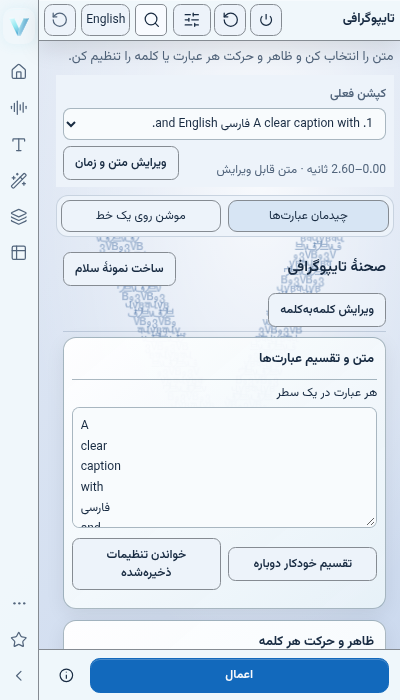 تایپوگرافی
English
متن را انتخاب کن و ظاهر و حرکت هر عبارت یا کلمه را تنظیم کن.
کپشن فعلی
1. A clear caption with فارسی and English.
0.00–2.60 ثانیه · متن قابل ویرایش
ویرایش متن و زمان
چیدمان عبارت‌ها
موشن روی یک خط
صحنهٔ تایپوگرافی
ساخت نمونهٔ سلام
ویرایش کلمه‌به‌کلمه
متن و تقسیم عبارت‌ها
هر عبارت در یک سطر
A
clear
caption
with
فارسی
and
تقسیم خودکار دوباره
خواندن تنظیمات
ذخیره‌شده
ظاهر و حرکت هر کلمه
اعمال